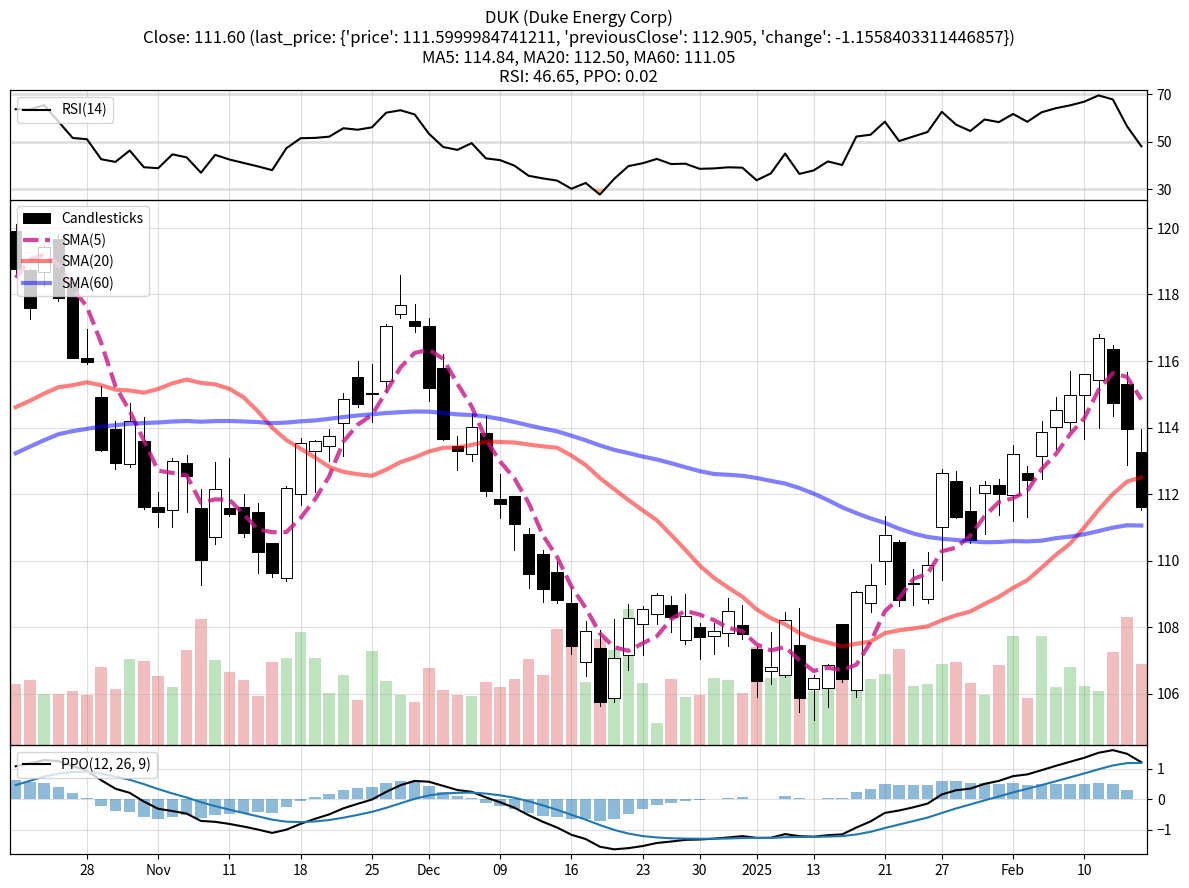 DUK (Duke Energy Corp)
Close: 111.60 (last_price: {'price': 111.5999984741211, 'previousClose': 112.905, 'change': -1.1558403311446857})
MA5: 114.84, MA20: 112.50, MA60: 111.05
RSI: 46.65, PPO: 0.02
RSI(14)
70
50
30
Candlesticks
SMA(5)
SMA(20)
SMA(60)
120
118
116
114
112
110
108
106
PPO(12, 26, 9)
1
0
−1
28 Nov 11 18 25 Dec 09 16 23 30 2025 13 21 27 Feb 10